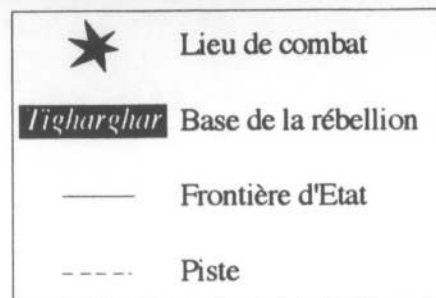 Lieu de combat
Tigharghar Base de la rébellion
Frontière d'Etat
Piste